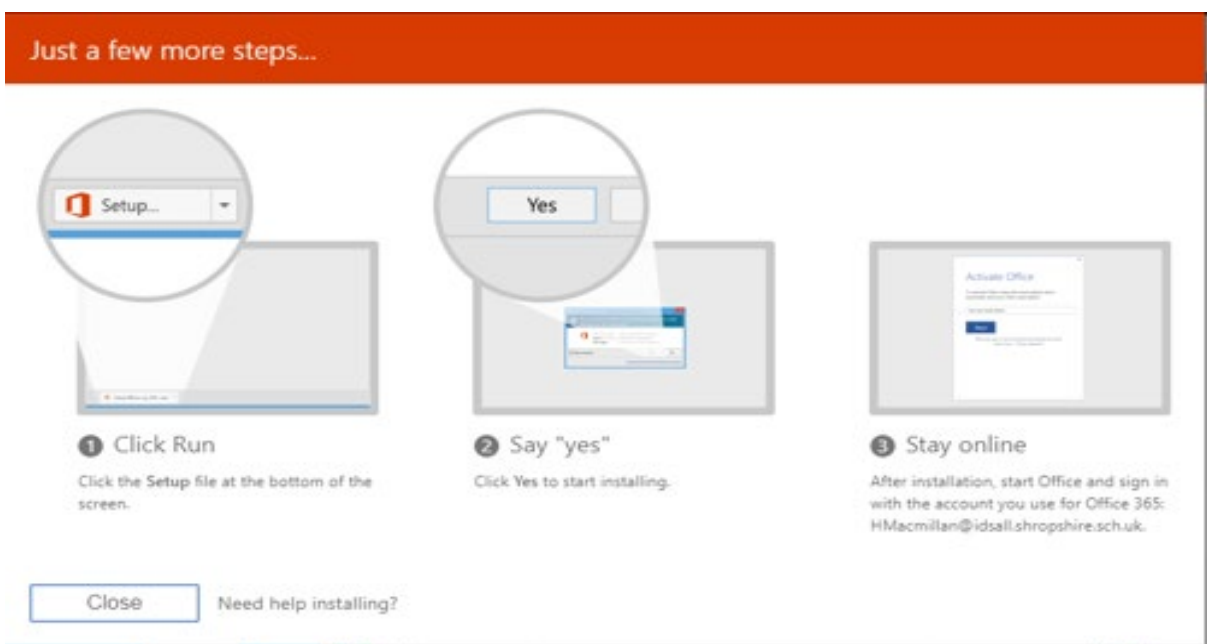 Just a few more steps...
Setup...
Yes
Activate Office
1 Click Run
Click the Setup file at the bottom of the
screen.
2 Say "yes"
Click Yes to start installing.
3 Stay online
After installation, start Office and sign in
with the account you use for Office 365:
HMacmillan@idsall.shropshire.sch.uk.
Close
Need help installing?